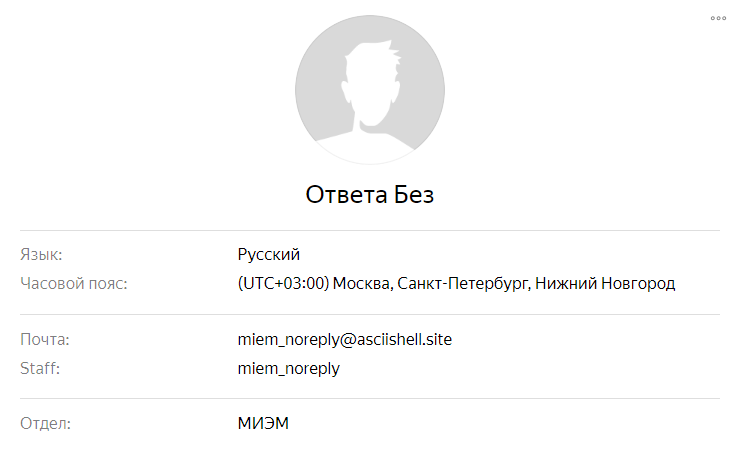 Ответа Без
Язык: Русский
Часовой пояс: (UTC+03:00) Москва, Санкт-Петербург, Нижний Новгород
Почта: miem_noreply@asciishell.site
Staff: miem_noreply
Отдел: МИЭМ